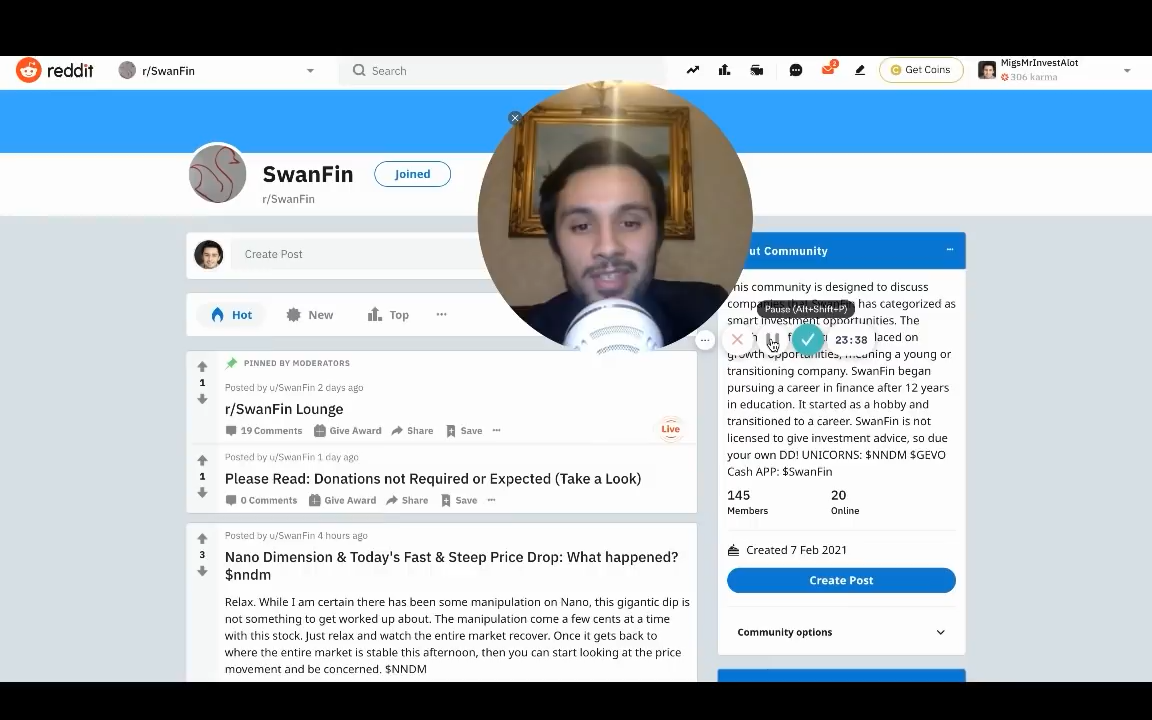 reddit
r/SwanFin
Search
2
Get Coins
MigsMrInvestAlot
306 karma
SwanFin
Joined
r/SwanFin
Create Post
Hot
New
Top
PINNED BY MODERATORS
1
Posted by u/SwanFin 2 days ago
r/SwanFin Lounge
19 Comments Give Award Share Save
Live
Posted by u/SwanFin 1 day ago
1
Please Read: Donations not Required or Expected (Take a Look)
0 Comments Give Award Share Save
Posted by u/SwanFin 4 hours ago
3
Nano Dimension & Today's Fast & Steep Price Drop: What happened?
$nndm
Relax. While I am certain there has been some manipulation on Nano, this gigantic dip is
not something to get worked up about. The manipulation come a few cents at a time
with this stock. Just relax and watch the entire market recover. Once it gets back to
where the entire market is stable this afternoon, then you can start looking at the price
movement and be concerned. $NNDM
ut Community
his community is designed to discuss
companies that SwanFin has categorized as
Pause (Alt+Shift+P)
smart investment opportunities. The
placed on
23:38
growth opportunities, meaning a young or
transitioning company. SwanFin began
pursuing a career in finance after 12 years
in education. It started as a hobby and
transitioned to a career. SwanFin is not
licensed to give investment advice, so due
your own DD! UNICORNS: $NNDM $GEVO
Cash APP: $SwanFin
145
Members
20
Online
Created 7 Feb 2021
Create Post
Community options